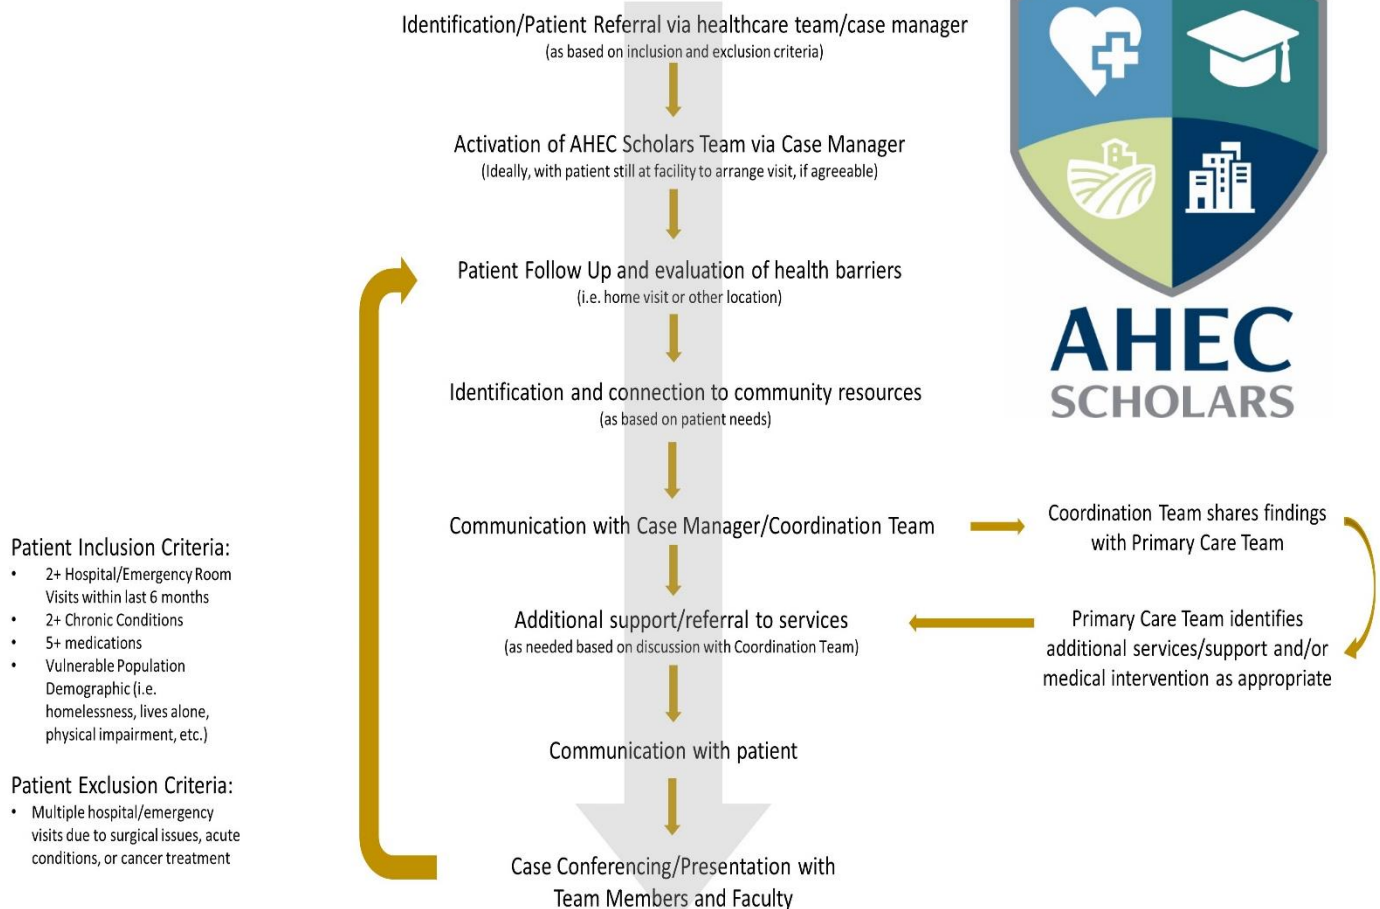 Identification/Patient Referral via healthcare team/case manager
(as based on inclusion and exclusion criteria)
Activation of AHEC Scholars Team via Case Manager
(Ideally, with patient still at facility to arrange visit, if agreeable)
Patient Follow Up and evaluation of health barriers
(i.e. home visit or other location)
Identification and connection to community resources
(as based on patient needs)
Communication with Case Manager/Coordination Team
Coordination Team shares findings
with Primary Care Team
Primary Care Team identifies
additional services/support and/or
medical intervention as appropriate
Additional support/referral to services
(as needed based on discussion with Coordination Team)
Communication with patient
Case Conferencing/Presentation with
Team Members and Faculty
Patient Inclusion Criteria:
• 2+ Hospital/Emergency Room
Visits within last 6 months
• 2+ Chronic Conditions
• 5+ medications
• Vulnerable Population
Demographic (i.e.
homelessness, lives alone,
physical impairment, etc.)
Patient Exclusion Criteria:
• Multiple hospital/emergency
visits due to surgical issues, acute
conditions, or cancer treatment
AHEC
SCHOLARS